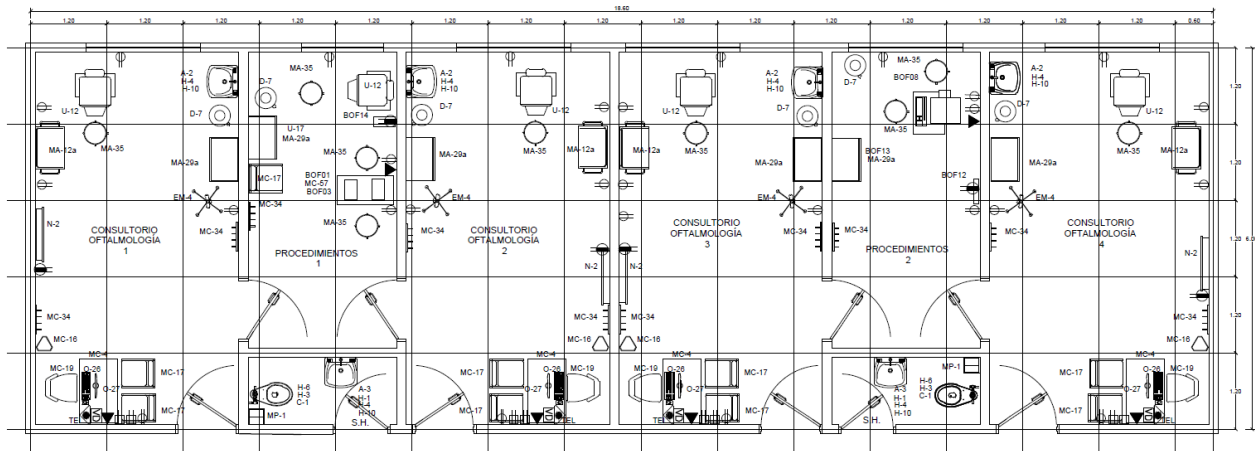 18.60
1.20 1.20 1.20 1.20 1.20 1.20 1.20 1.20 1.20 1.20 1.20 1.20 1.20 1.20 1.20 0.60
U-12
A-2
H-4
H-10
D-7
MA-12a
MA-35
MA-29a
EM-4
N-2
CONSULTORIO
OFTALMOLOGÍA
1
MC-34
MC-34
MC-16
MC-19
MC-4
O-26
O-27
MC-17
MC-17
TEL
MA-35
D-7
U-12
BOF14
U-17
MA-29a
MC-17
MA-35
BOF01
MC-57
BOF03
MC-34
MA-35
PROCEDIMIENTOS
1
H-6
H-3
C-1
MP-1
A-3
H-1
H-4
H-10
S.H.
A-2
H-4
H-10
D-7
U-12
MA-35
MA-12a
MA-29a
EM-4
MC-34
CONSULTORIO
OFTALMOLOGÍA
2
N-2
MC-34
MC-16
MC-4
MC-17
O-26
MC-19
O-27
MC-17
TEL
U-12
A-2
H-4
H-10
D-7
MA-12a
MA-35
MA-29a
EM-4
CONSULTORIO
OFTALMOLOGÍA
3
MC-34
N-2
MC-34
MC-16
MC-19
MC-4
O-26
O-27
MC-17
MC-17
TEL
MA-35
BOF08
D-7
MA-35
BOF13
MA-29a
BOF12
MC-34
PROCEDIMIENTOS
2
MP-1
A-3
H-1
H-4
H-10
H-6
H-3
C-1
S.H.
A-2
H-4
H-10
D-7
U-12
MA-35
MA-12a
MA-29a
EM-4
MC-34
CONSULTORIO
OFTALMOLOGÍA
4
N-2
MC-34
MC-16
MC-4
MC-17
O-26
MC-19
O-27
MC-17
TEL
1.20
1.20
1.20
1.20
1.20